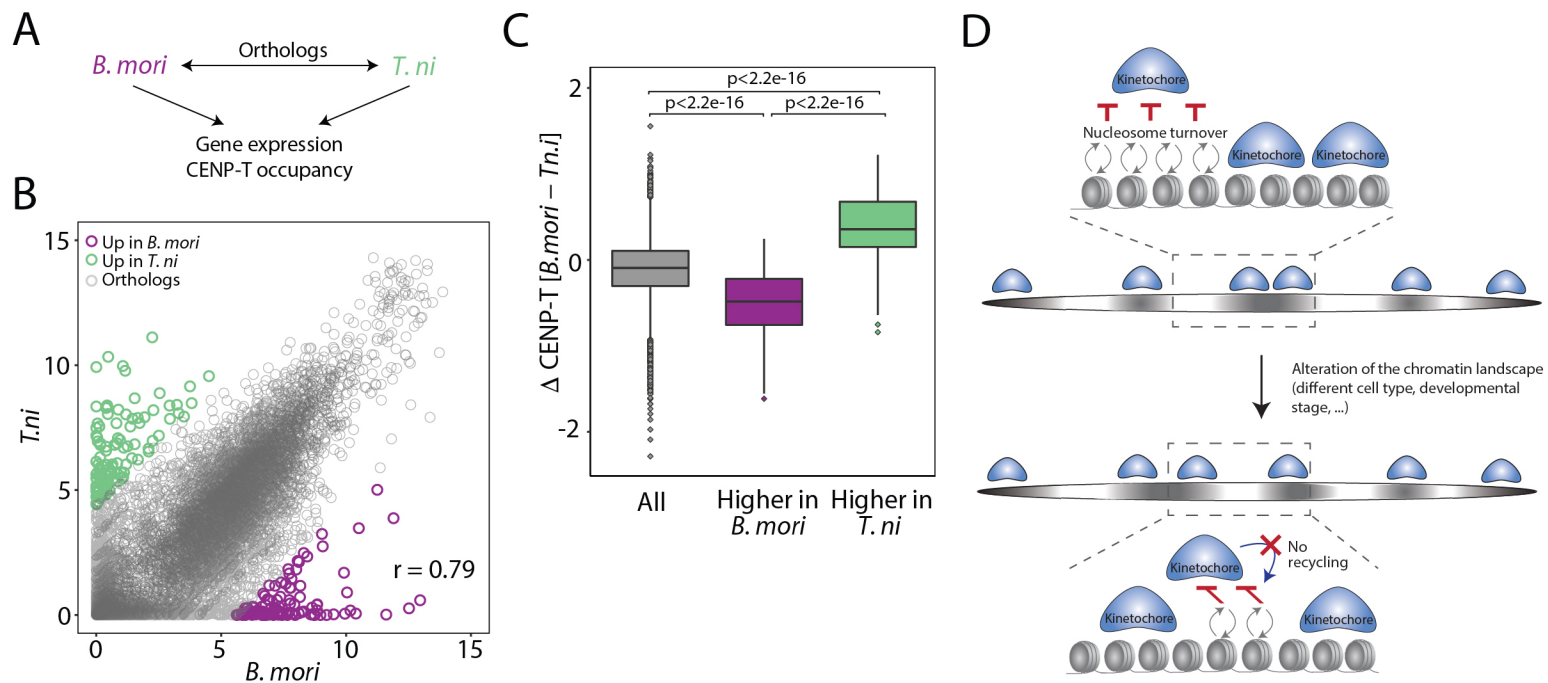 A
B. mori
Orthologs
T. ni
Gene expression
CENP-T occupancy
B
15
10
5
0
T.ni
Up in B. mori
Up in T. ni
Orthologs
r = 0.79
0
5
10
15
B. mori
C
Δ CENP-T [B.mori – Tn.i]
2
0
-2
p<2.2e-16
p<2.2e-16
p<2.2e-16
All
Higher in
B. mori
Higher in
T. ni
D
Kinetochore
Nucleosome turnover
Kinetochore
Kinetochore
Alteration of the chromatin landscape
(different cell type, developmental
stage, ...)
No
recycling
Kinetochore
Kinetochore
Kinetochore